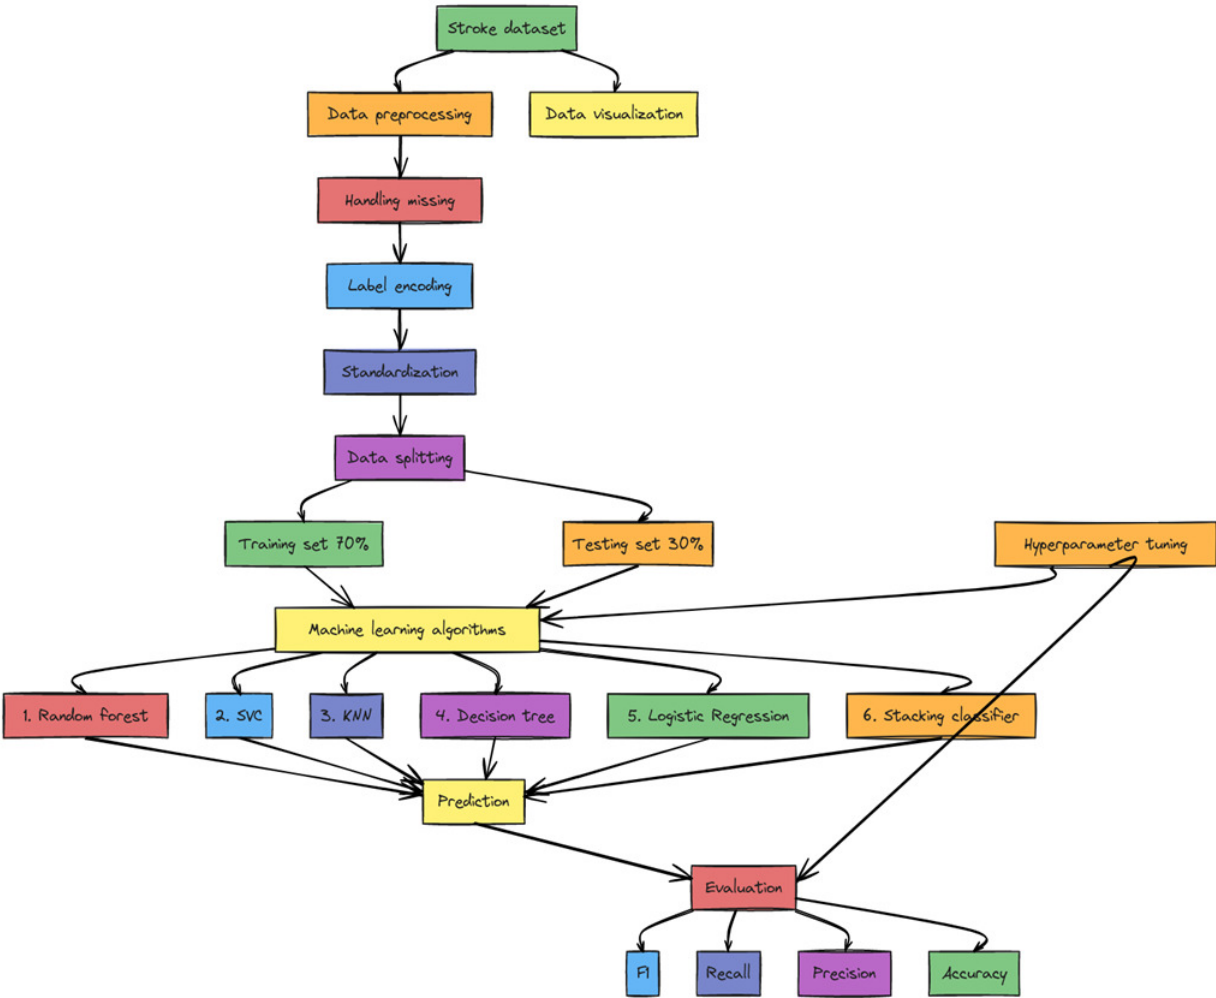 Stroke dataset
Data preprocessing
Data visualization
Handling missing
Label encoding
Standardization
Data splitting
Training set 70%
Testing set 30%
Hyperparameter tuning
Machine learning algorithms
1. Random forest
2. SVC
3. KNN
4. Decision tree
5. Logistic Regression
6. Stacking classifier
Prediction
Evaluation
F1
Recall
Precision
Accuracy